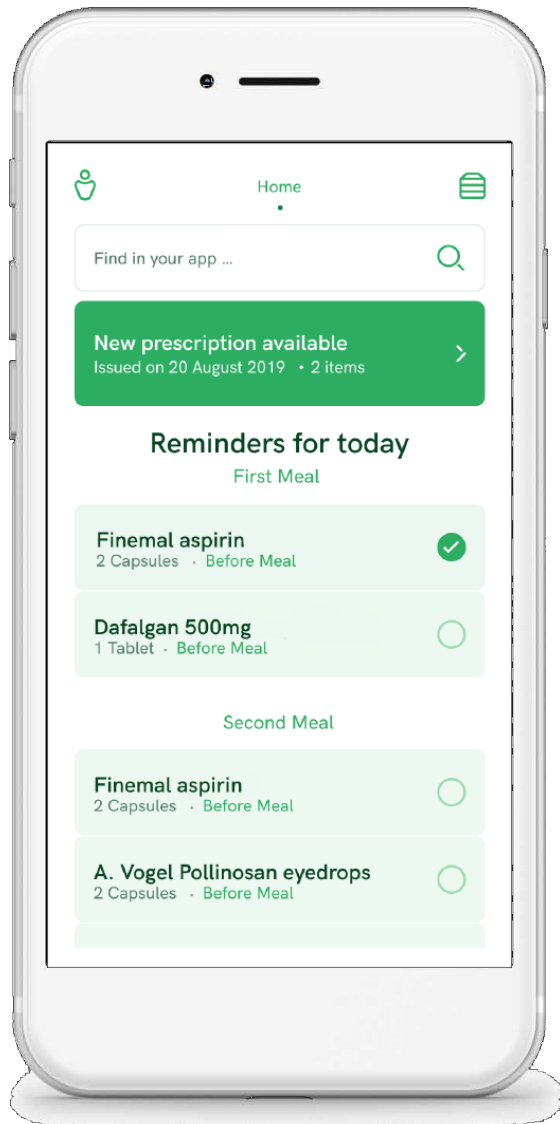 Home
Find in your app ...
New prescription available
Issued on 20 August 2019 • 2 items
Reminders for today
First Meal
Finemal aspirin
2 Capsules · Before Meal
Dafalgan 500mg
1 Tablet · Before Meal
Second Meal
Finemal aspirin
2 Capsules · Before Meal
A. Vogel Pollinosan eyedrops
2 Capsules · Before Meal